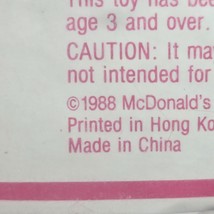 This toy has bee
age 3 and over.
CAUTION: It ma
not intended for
©1988 McDonald's
Printed in Hong Ko
Made in China